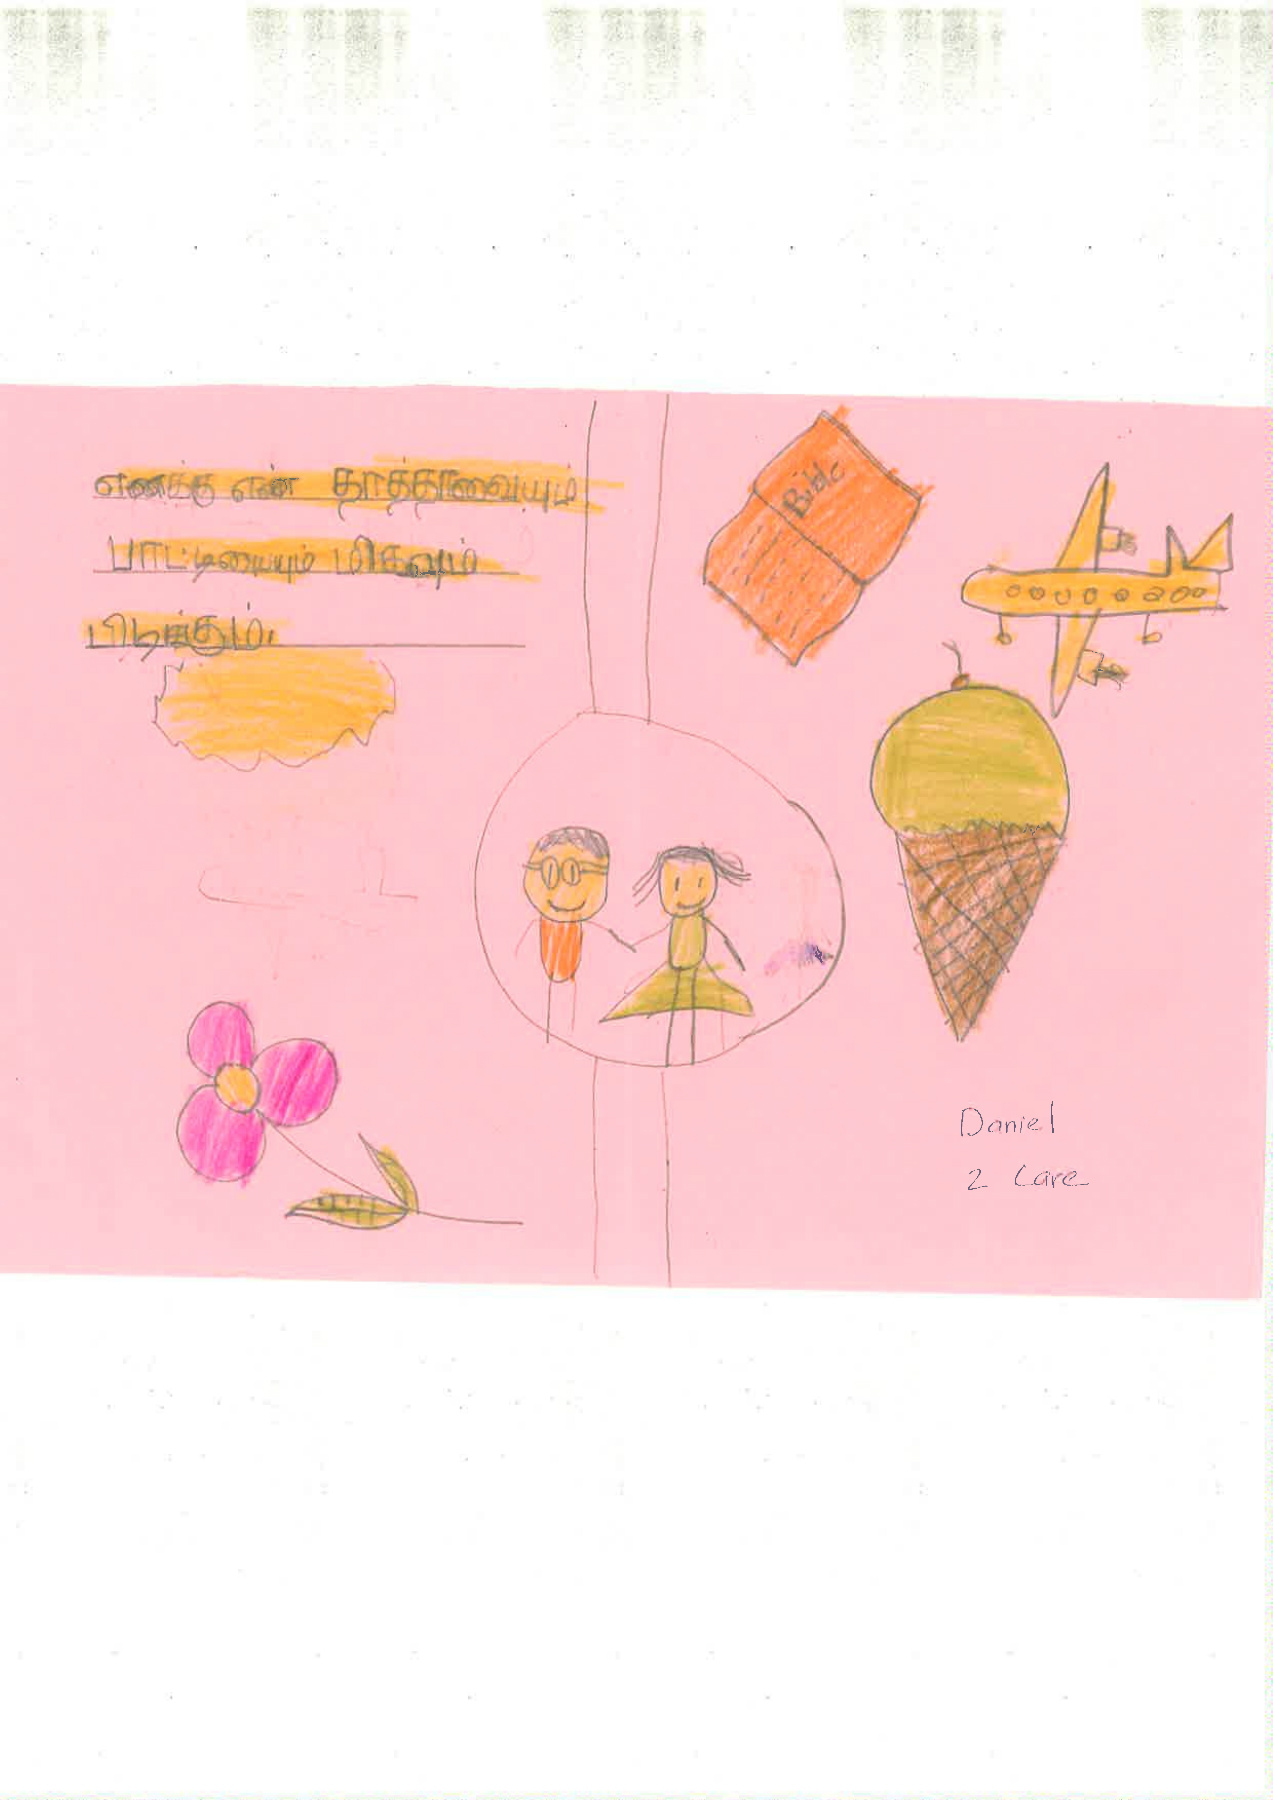 எனக்கு என் தாத்தாவையும்
பாட்டியையும் மிகவும்
பிடிக்கும்.
Bible
Daniel
2 Care